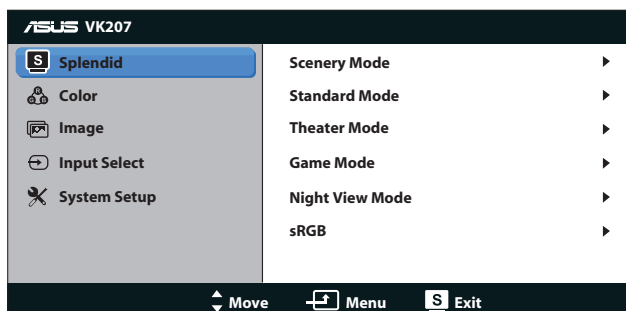 ASUS VK207
S Splendid
Color
Image
Input Select
System Setup
Scenery Mode
Standard Mode
Theater Mode
Game Mode
Night View Mode
sRGB
Move Menu S Exit